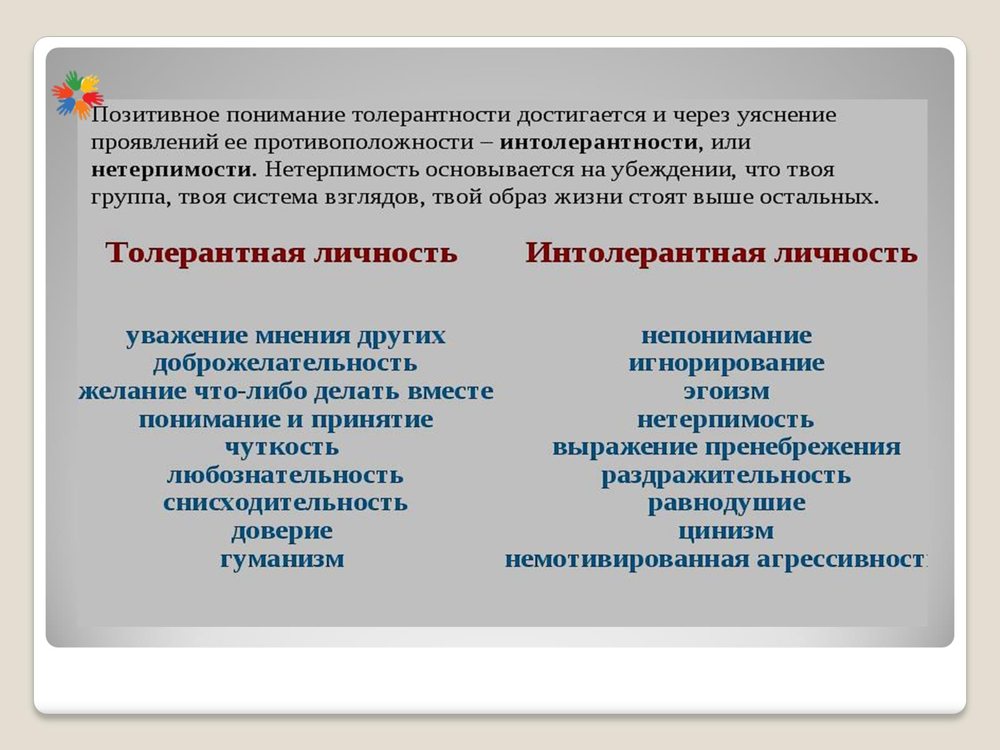 Позитивное понимание толерантности достигается и через уяснение
проявлений ее противоположности – интолерантности, или
нетерпимости. Нетерпимость основывается на убеждении, что твоя
группа, твоя система взглядов, твой образ жизни стоят выше остальных.
Толерантная личность
уважение мнения других
доброжелательность
желание что-либо делать вместе
понимание и принятие
чуткость
любознательность
снисходительность
доверие
гуманизм
Интолерантная личность
непонимание
игнорирование
эгоизм
нетерпимость
выражение пренебрежения
раздражительность
равнодушие
цинизм
немотивированная агрессивност